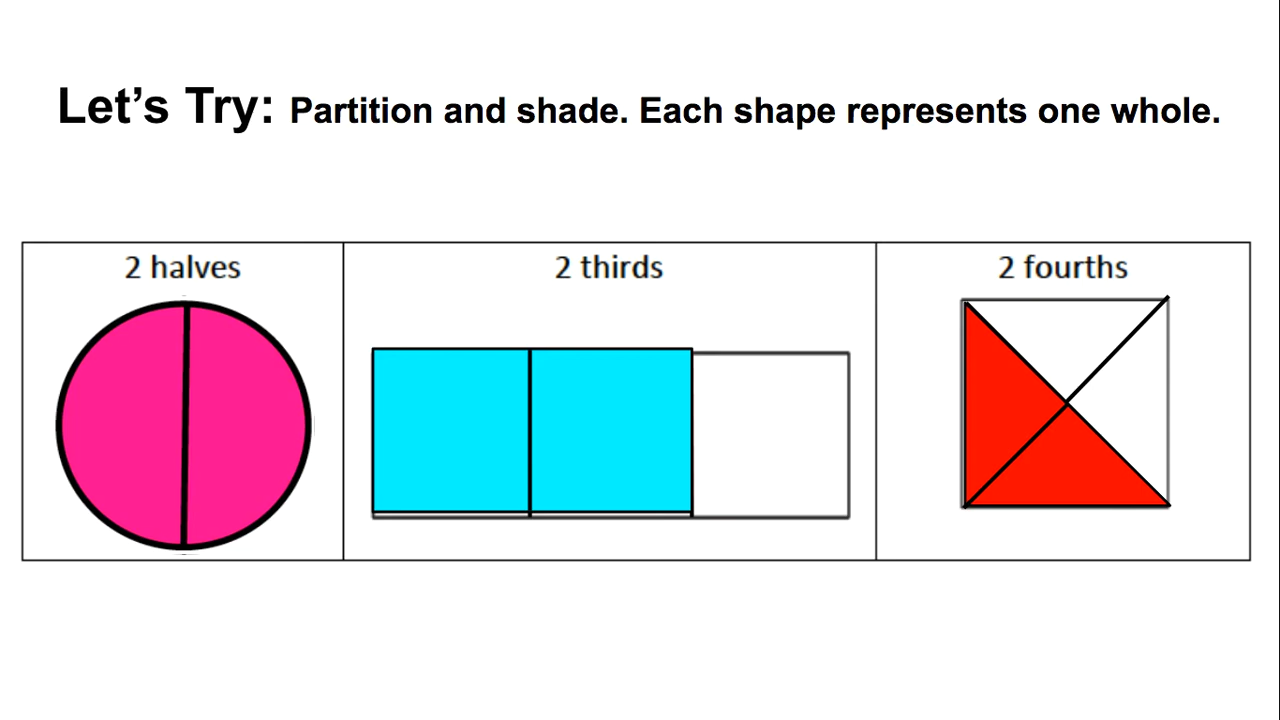 Let’s Try: Partition and shade. Each shape represents one whole.
2 halves
2 thirds
2 fourths